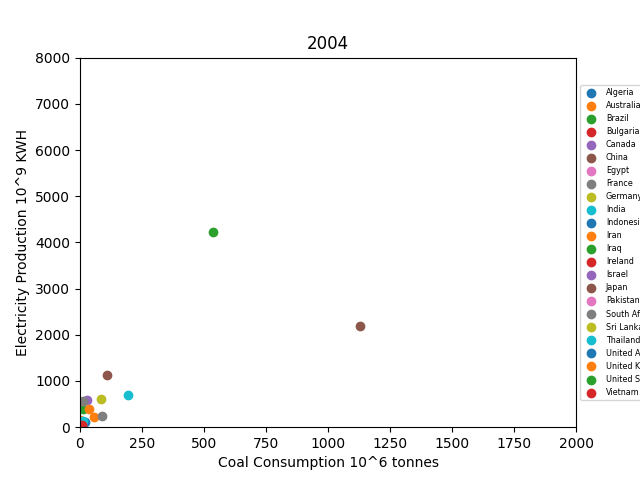 2004
Electricity Production 10^9 KWH
8000
7000
6000
5000
4000
3000
2000
1000
0
0 250 500 750 1000 1250 1500 1750 2000
Coal Consumption 10^6 tonnes
Algeria
Australia
Brazil
Bulgaria
Canada
China
Egypt
France
Germany
India
Indonesi
Iran
Iraq
Ireland
Israel
Japan
Pakistan
South Af
Sri Lanka
Thailand
United A
United K
United S
Vietnam